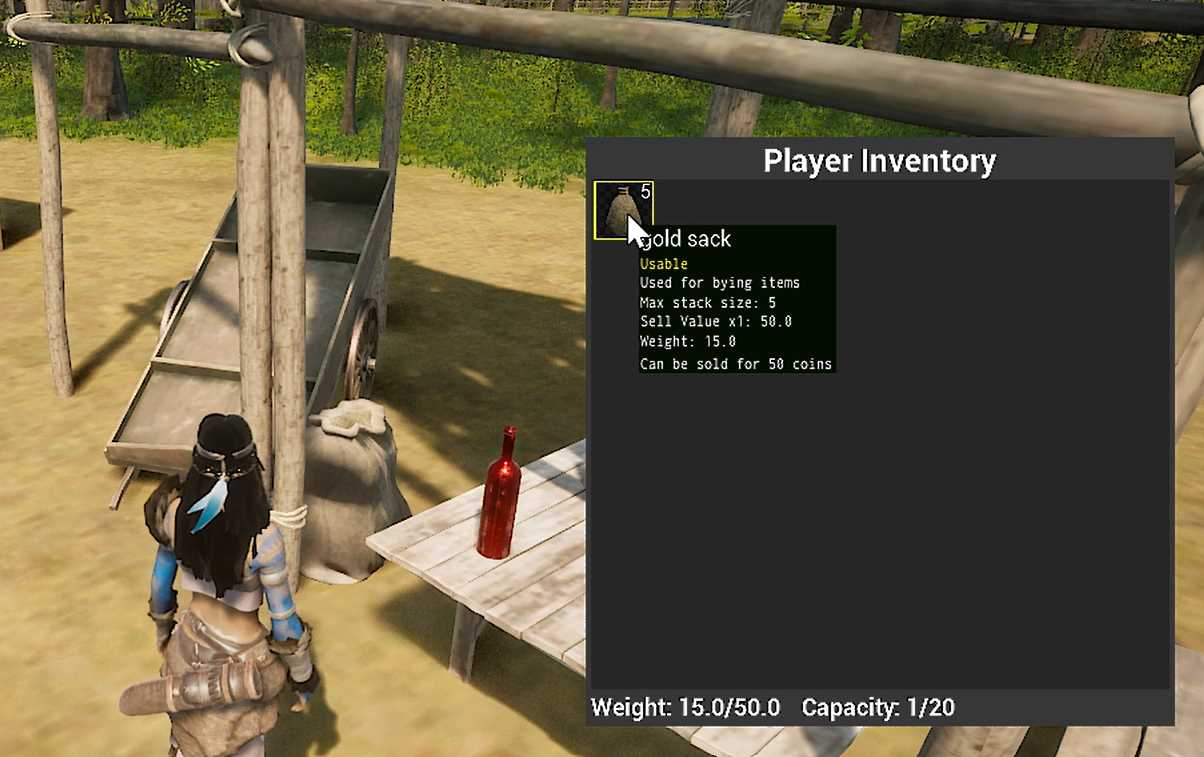 Player Inventory
5
gold sack
Usable
Used for bying items
Max stack size: 5
Sell Value x1: 50.0
Weight: 15.0
Can be sold for 50 coins
Weight: 15.0/50.0 Capacity: 1/20